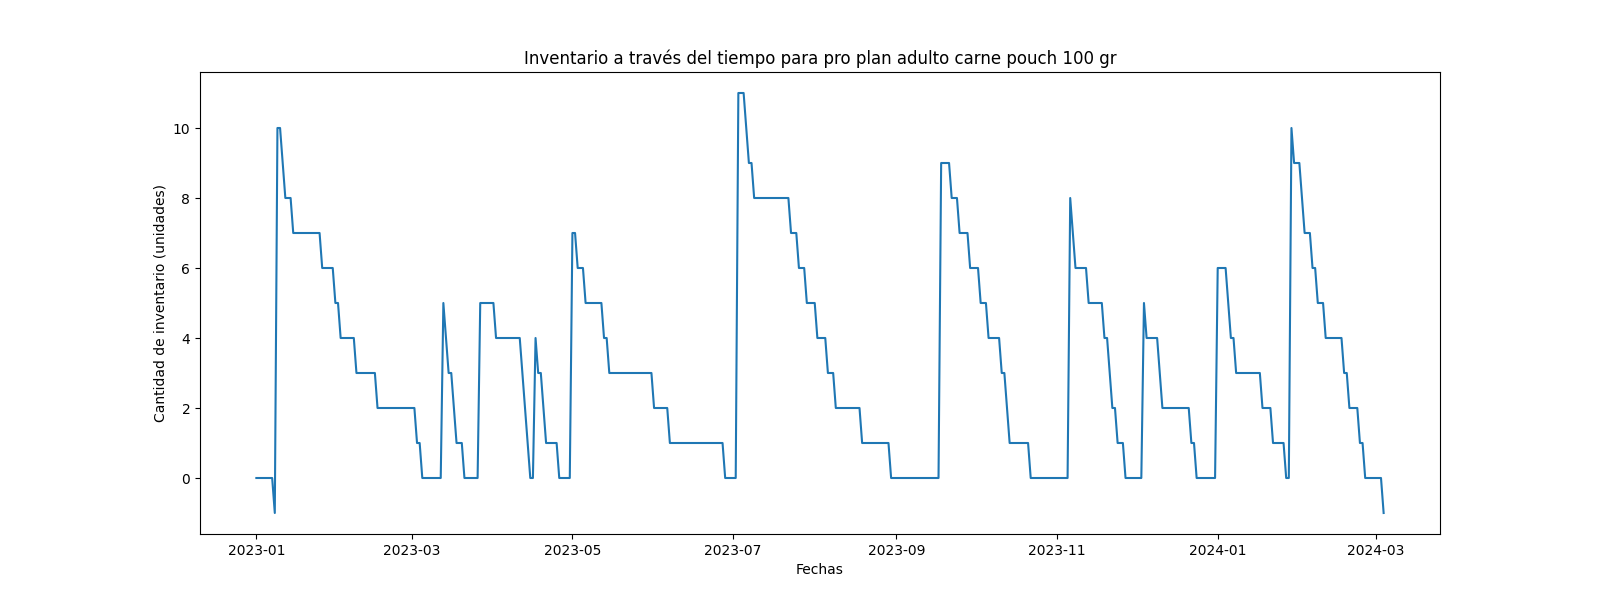 Inventario a través del tiempo para pro plan adulto carne pouch 100 gr
Cantidad de inventario (unidades)
10
8
6
4
2
0
2023-01 2023-03 2023-05 2023-07 2023-09 2023-11 2024-01 2024-03
Fechas